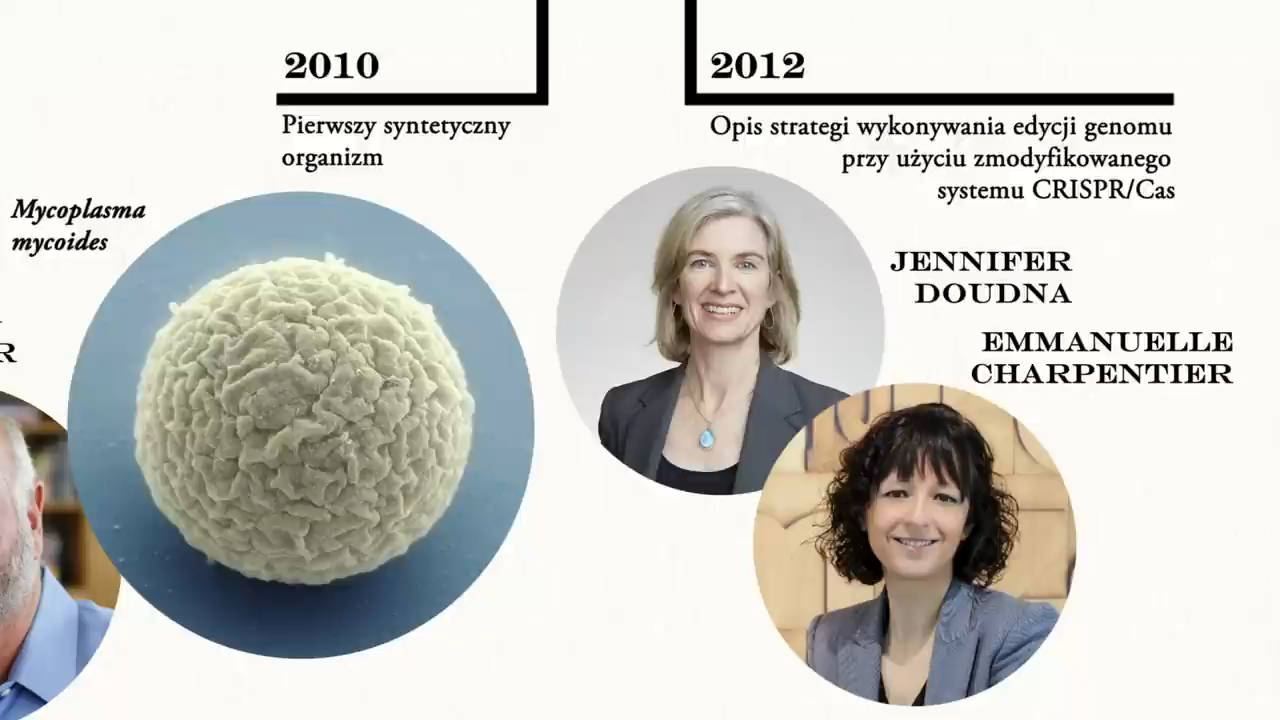 2010
Pierwszy syntetyczny
organizm
Mycoplasma
mycoides
R
2012
Opis strategi wykonywania edycji genomu
przy użyciu zmodyfikowanego
systemu CRISPR/Cas
JENNIFER
DOUDNA
EMMANUELLE
CHARPENTIER